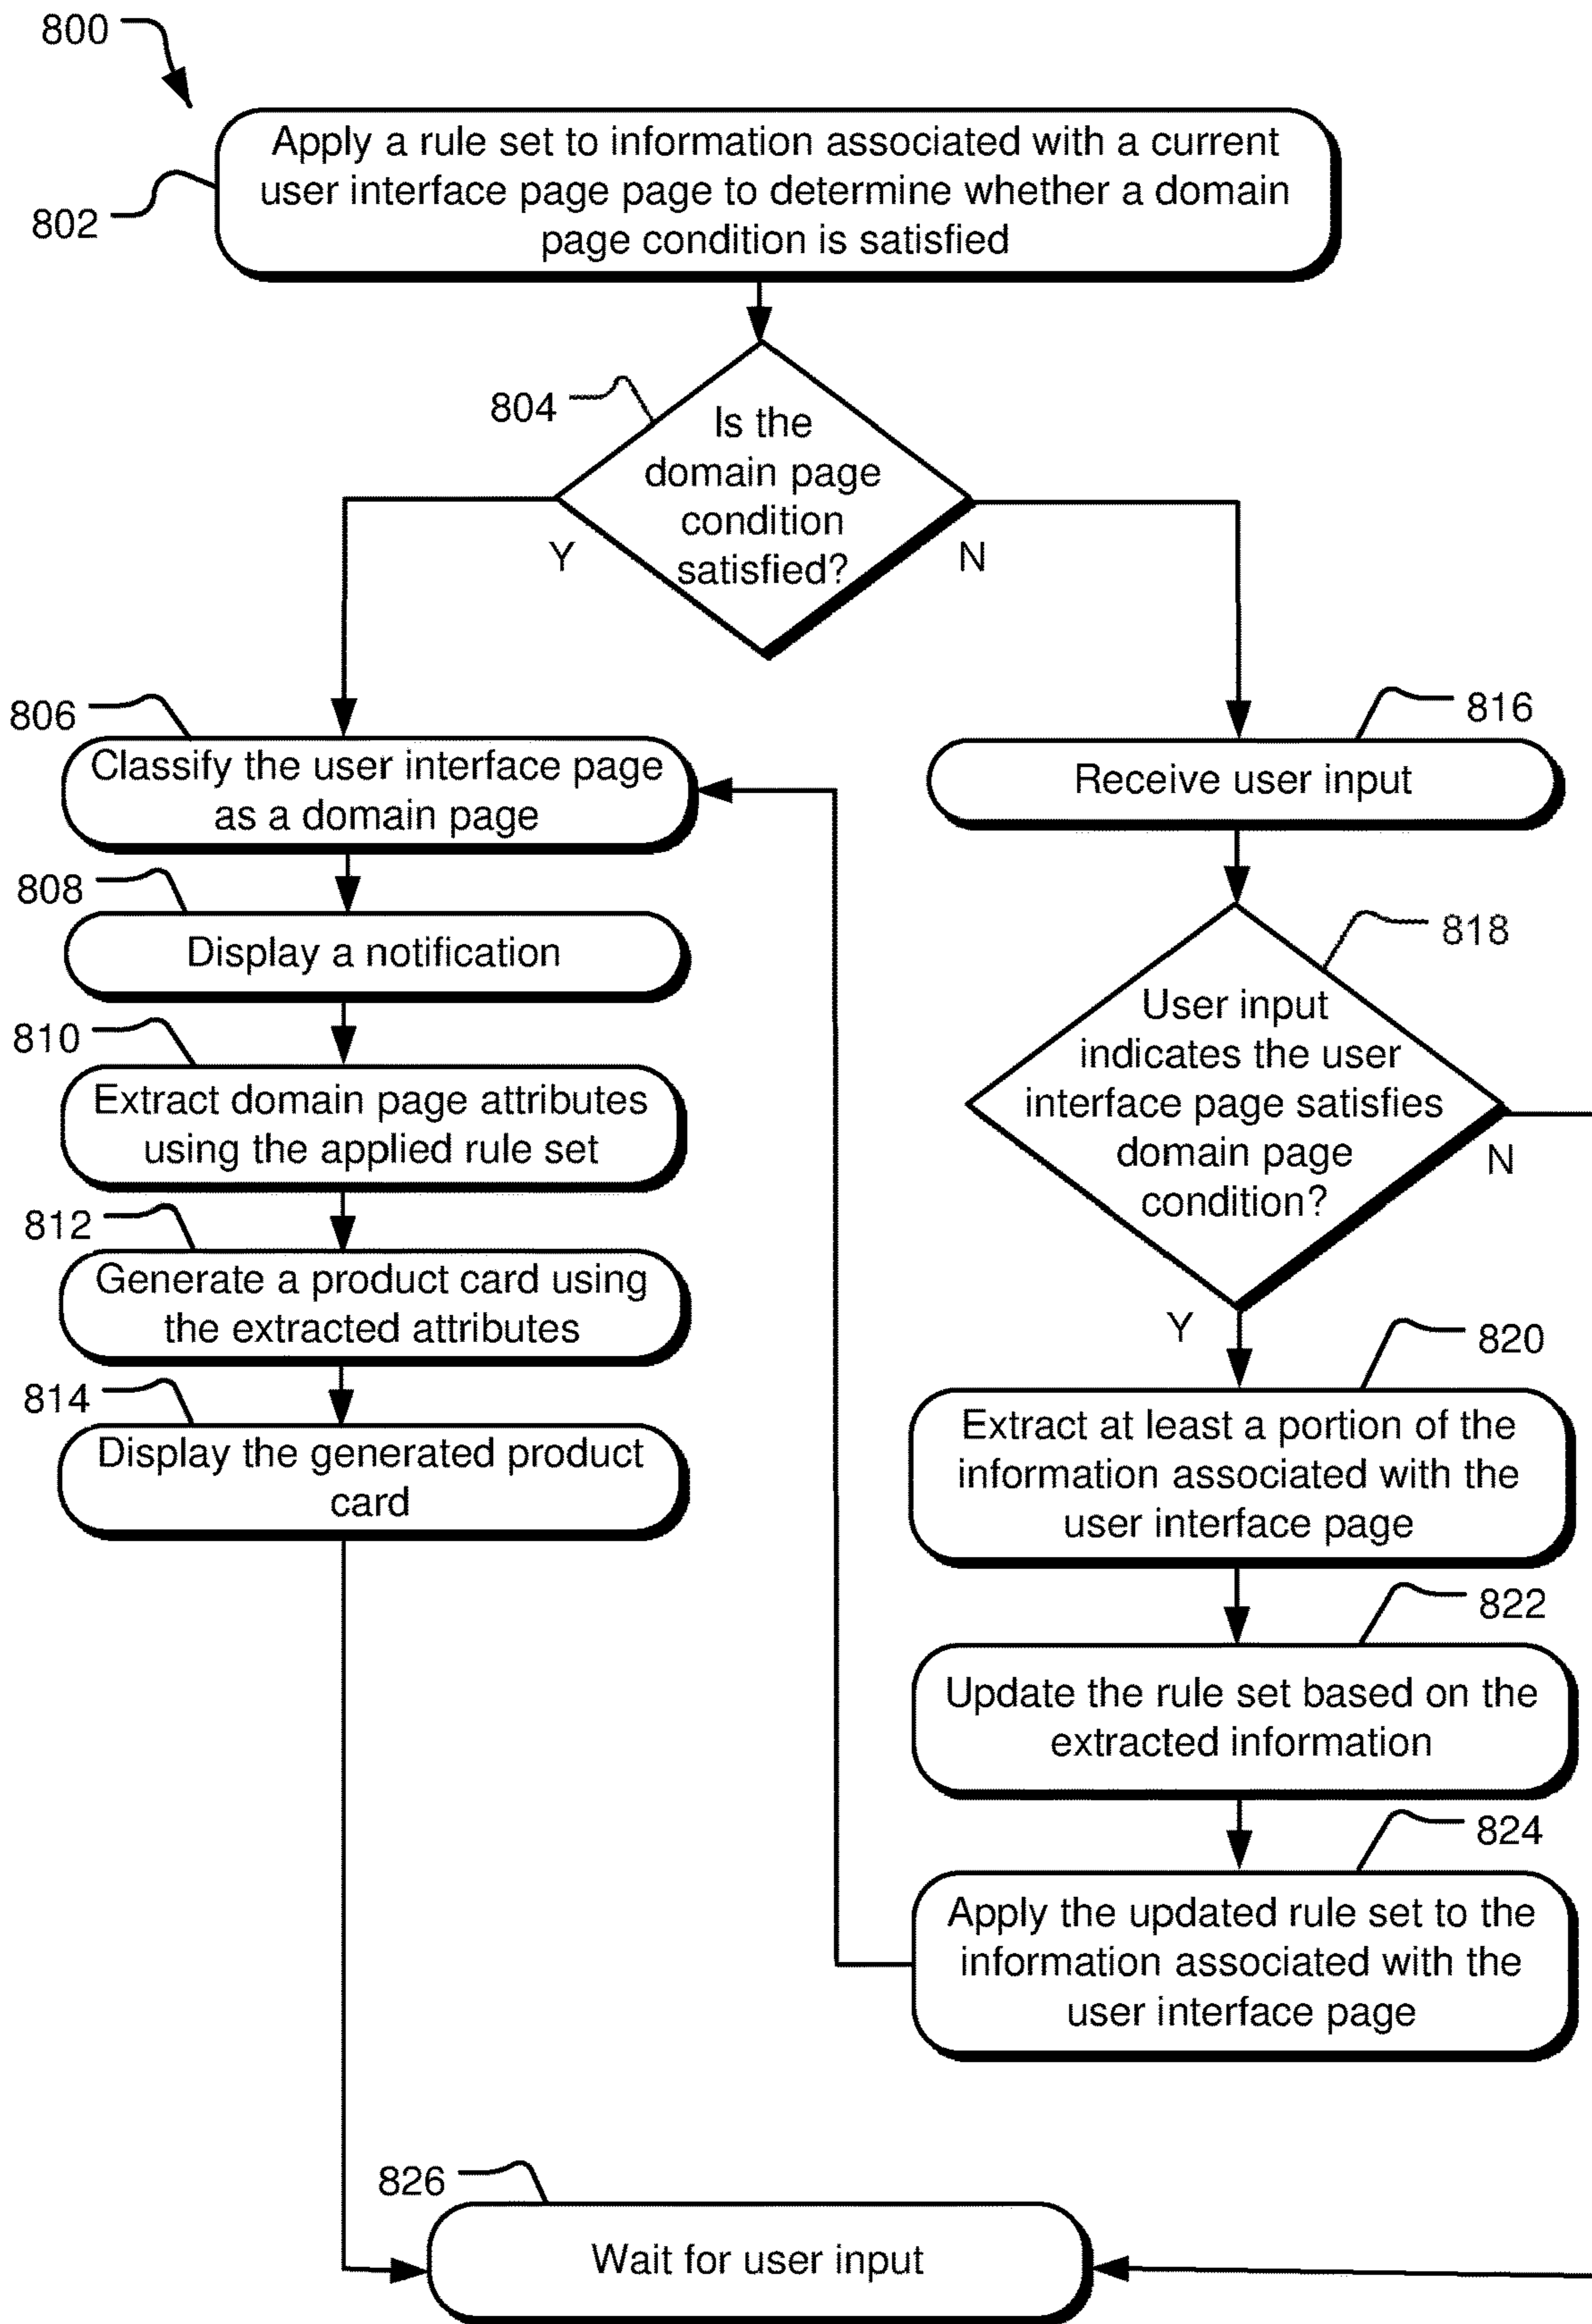 800
802
Apply a rule set to information associated with a current
user interface page page to determine whether a domain
page condition is satisfied
804
Is the
domain page
condition
satisfied?
Y
N
806
Classify the user interface page
as a domain page
808
Display a notification
810
Extract domain page attributes
using the applied rule set
812
Generate a product card using
the extracted attributes
814
Display the generated product
card
816
Receive user input
818
User input
indicates the user
interface page satisfies
domain page
condition?
N
Y
820
Extract at least a portion of the
information associated with the
user interface page
822
Update the rule set based on the
extracted information
824
Apply the updated rule set to the
information associated with the
user interface page
826
Wait for user input